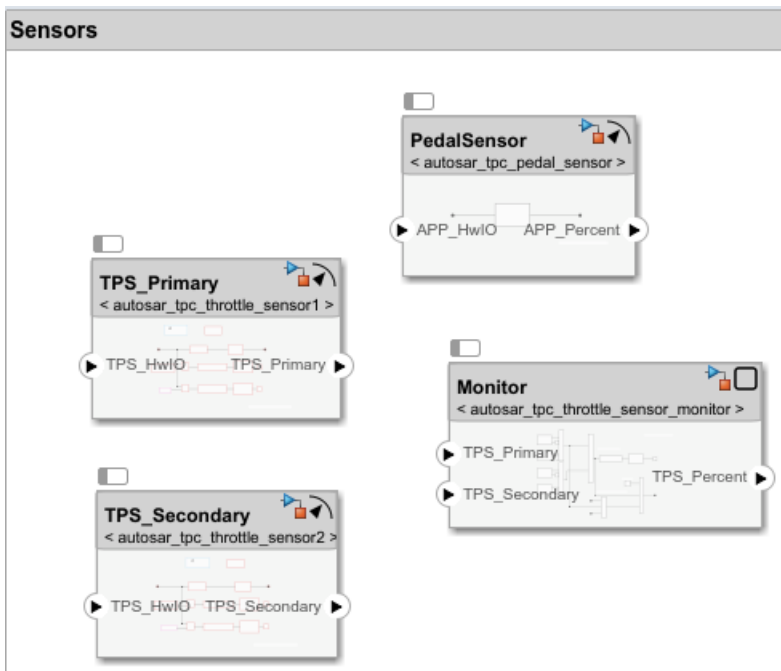 Sensors
PedalSensor
< autosar_tpc_pedal_sensor >
APP_HwIO APP_Percent
TPS_Primary
< autosar_tpc_throttle_sensor1 >
TPS_HwIO TPS_Primary
Monitor
< autosar_tpc_throttle_sensor_monitor >
TPS_Primary
TPS_Percent
TPS_Secondary
TPS_Secondary
< autosar_tpc_throttle_sensor2 >
TPS_HwIO TPS_Secondary